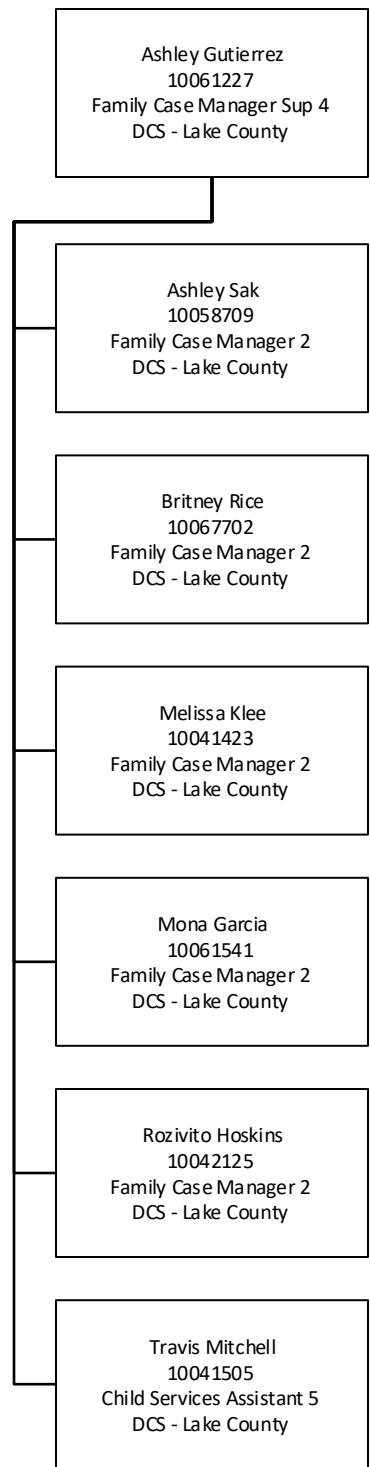 Ashley Gutierrez
10061227
Family Case Manager Sup 4
DCS - Lake County
Ashley Sak
10058709
Family Case Manager 2
DCS - Lake County
Britney Rice
10067702
Family Case Manager 2
DCS - Lake County
Melissa Klee
10041423
Family Case Manager 2
DCS - Lake County
Mona Garcia
10061541
Family Case Manager 2
DCS - Lake County
Rozivito Hoskins
10042125
Family Case Manager 2
DCS - Lake County
Travis Mitchell
10041505
Child Services Assistant 5
DCS - Lake County